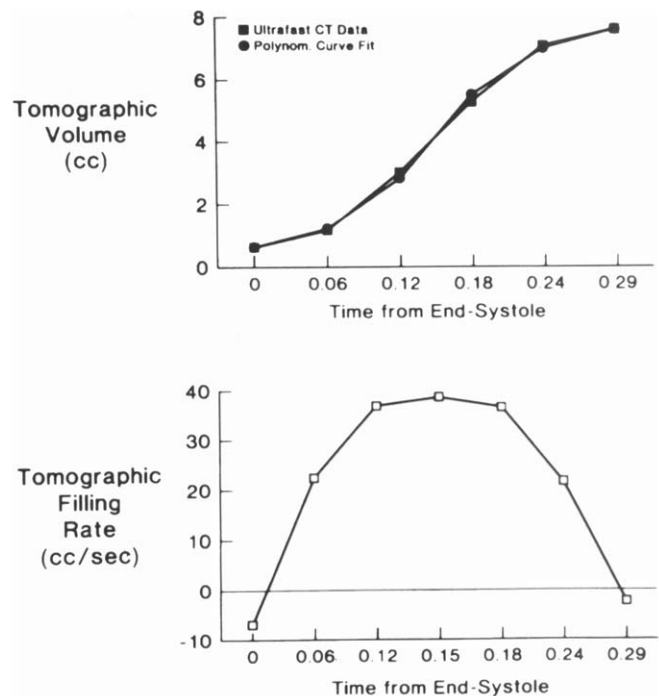 8
6
4
2
0
Tomographic
Volume
(cc)
Ultrafast CT Data
Polynom. Curve Fit
0 0.06 0.12 0.18 0.24 0.29
Time from End-Systole
40
30
20
10
0
-10
Tomographic
Filling
Rate
(cc/sec)
0 0.06 0.12 0.15 0.18 0.24 0.29
Time from End-Systole